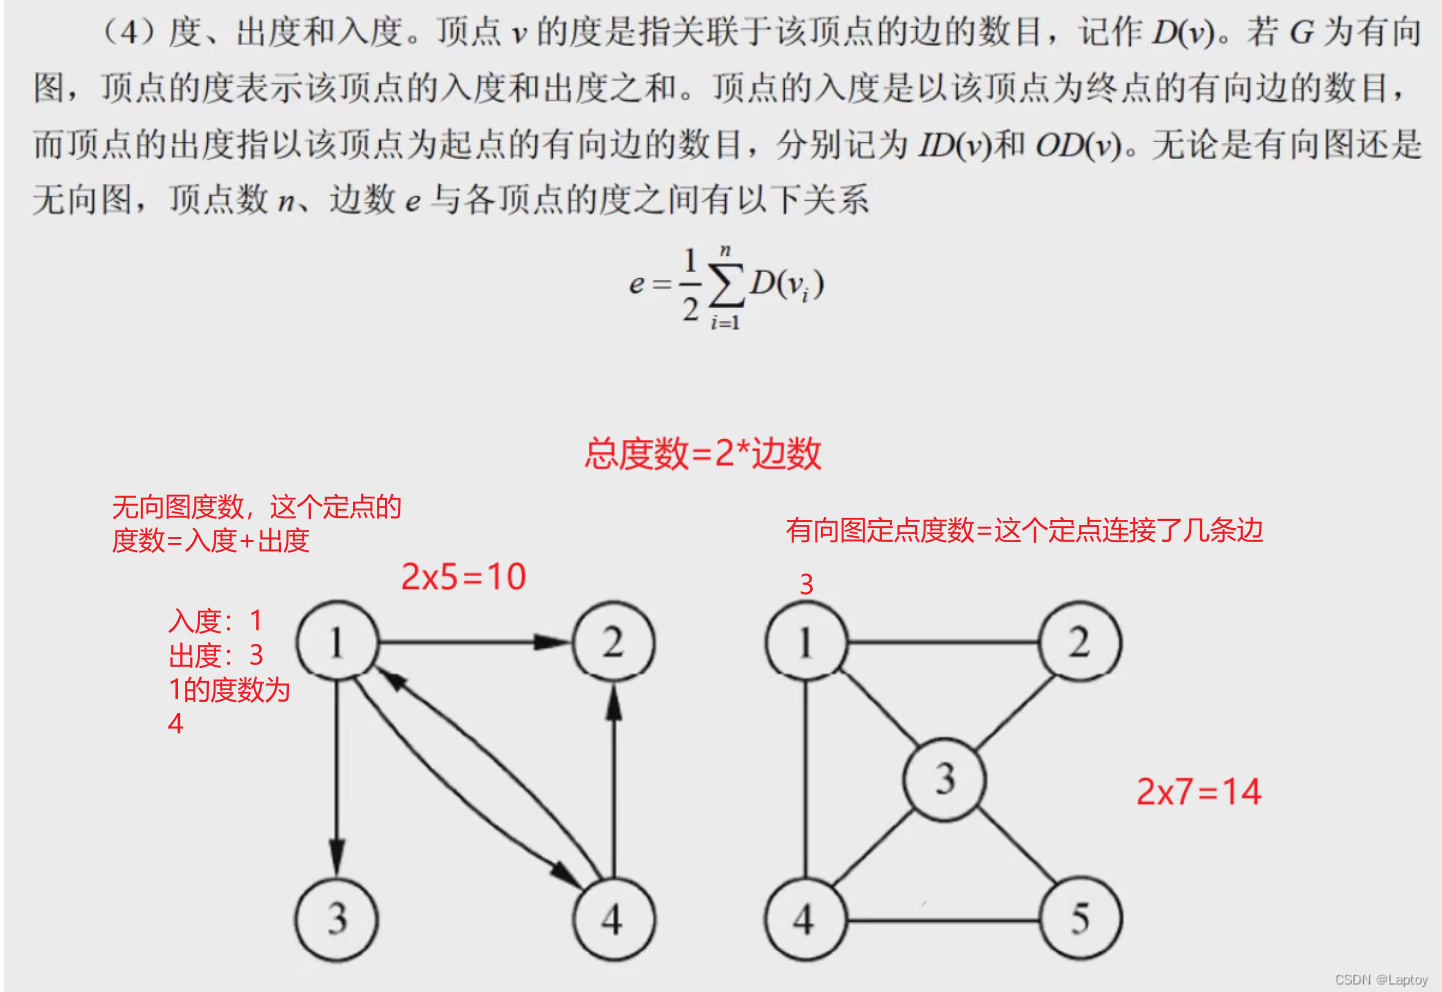 （4）度、出度和入度。顶点 v 的度是指关联于该顶点的边的数目，记作 D(v)。若 G 为有向
图，顶点的度表示该顶点的入度和出度之和。顶点的入度是以该顶点为终点的有向边的数目，
而顶点的出度指以该顶点为起点的有向边的数目，分别记为 ID(v)和 OD(v)。无论是有向图还是
无向图，顶点数 n、边数 e 与各顶点的度之间有以下关系
e = 1/2 ∑_{i=1}^{n} D(v_i)
总度数=2*边数
无向图度数，这个定点的
度数=入度+出度
2x5=10
入度：1
出度：3
1的度数为
4
1
2
3
4
有向图定点度数=这个定点连接了几条边
3
1
2
3
2x7=14
4
5
CSDN @Laptoy